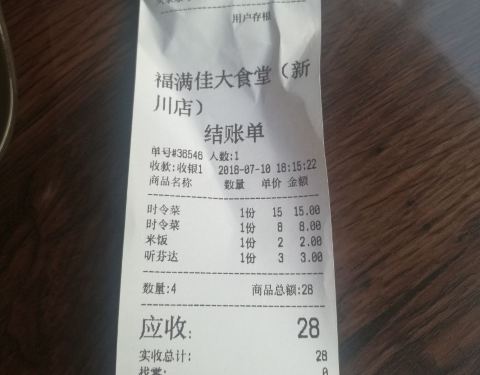 用户存根
福满佳大食堂（新
川店）
结账单
单号#36546 人数:1
收款:收银1 2018-07-10 18:15:22
商品名称 数量 单价 金额
时令菜 1份 15 15.00
时令菜 1份 8 8.00
米饭 1份 2 2.00
听芬达 1份 3 3.00
数量:4 商品总额:28
应收: 28
实收总计: 28
找零: 0